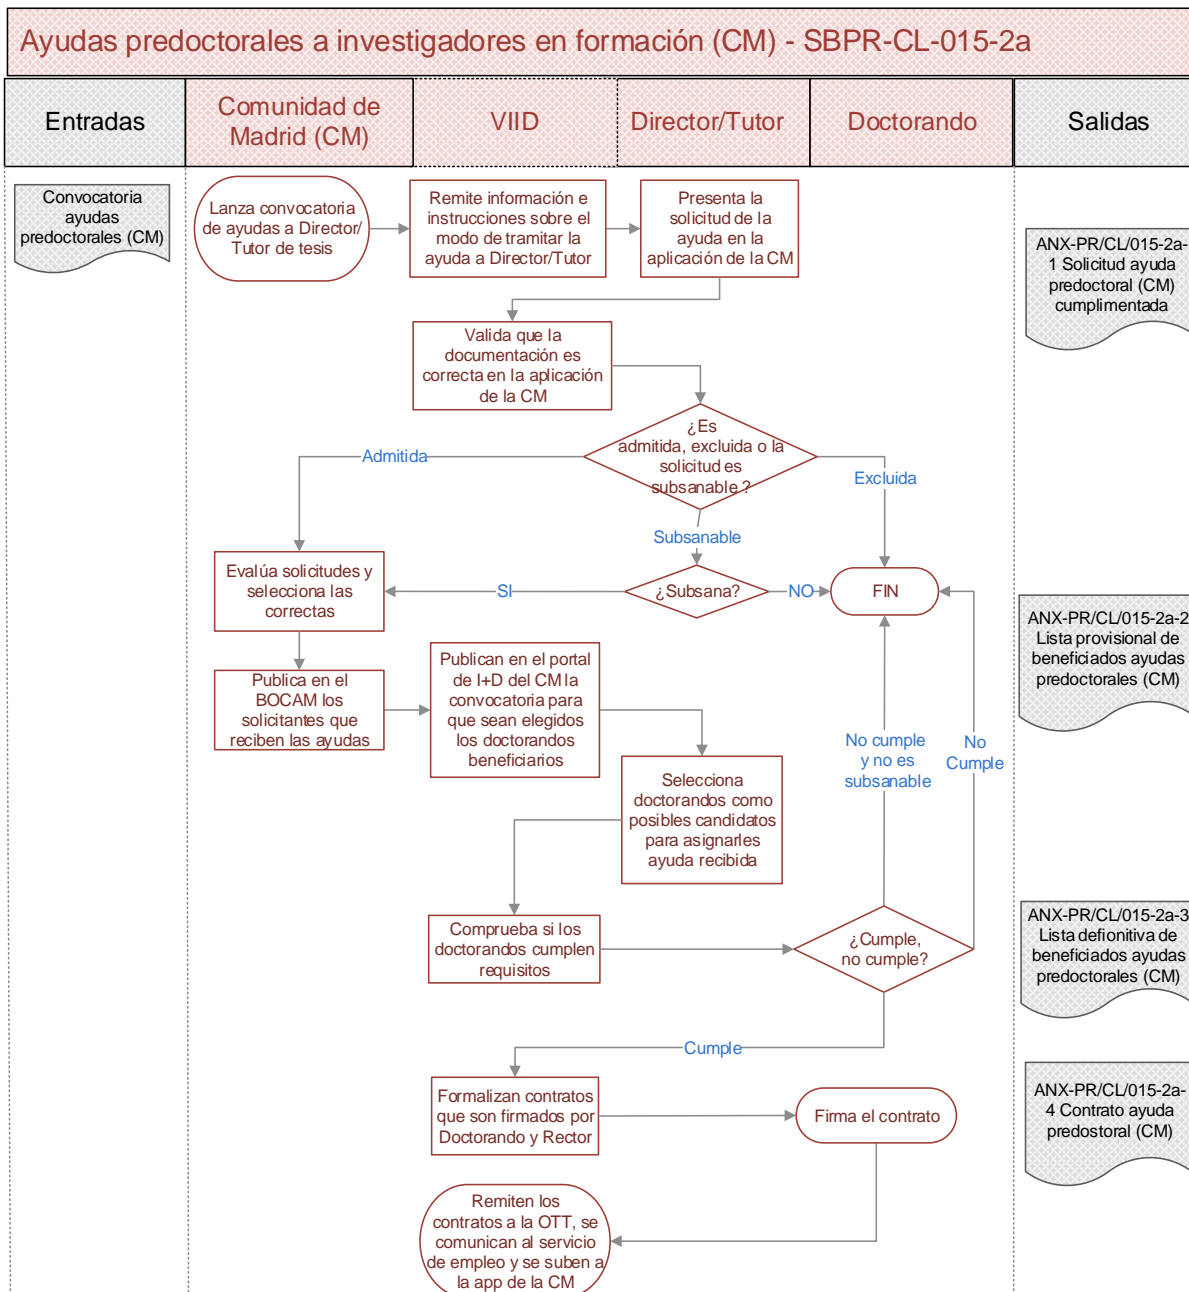 Ayudas predoctorales a investigadores en formación (CM) - SBPR-CL-015-2a
Entradas
Comunidad de
Madrid (CM)
VIID
Director/Tutor
Doctorando
Salidas
Convocatoria
ayudas
predoctorales (CM)
Lanza convocatoria
de ayudas a Director/
Tutor de tesis
Remite información e
instrucciones sobre el
modo de tramitar la
ayuda a Director/Tutor
Presenta la
solicitud de la
ayuda en la
aplicación de la CM
ANX-PR/CL/015-2a-
1 Solicitud ayuda
predoctoral (CM)
cumplimentada
Valida que la
documentación es
correcta en la aplicación
de la CM
¿Es
admitida, excluida o la
solicitud es
subsanable ?
Admitida
Excluida
Subsanable
Evalúa solicitudes y
selecciona las
correctas
SI
¿Subsana?
NO
FIN
ANX-PR/CL/015-2a-2
Lista provisional de
beneficiados ayudas
predoctorales (CM)
Publica en el
BOCAM los
solicitantes que
reciben las ayudas
Publican en el portal
de I+D del CM la
convocatoria para
que sean elegidos
los doctorandos
beneficiarios
No cumple
y no es
subsanable
No
Cumple
Selecciona
doctorandos como
posibles candidatos
para asignarles
ayuda recibida
Comprueba si los
doctorandos cumplen
requisitos
¿Cumple,
no cumple?
ANX-PR/CL/015-2a-3
Lista defionitiva de
beneficiados ayudas
predoctorales (CM)
Cumple
Formalizan contratos
que son firmados por
Doctorando y Rector
Firma el contrato
ANX-PR/CL/015-2a-
4 Contrato ayuda
predostoral (CM)
Remiten los
contratos a la OTT, se
comunican al servicio
de empleo y se suben a
la app de la CM